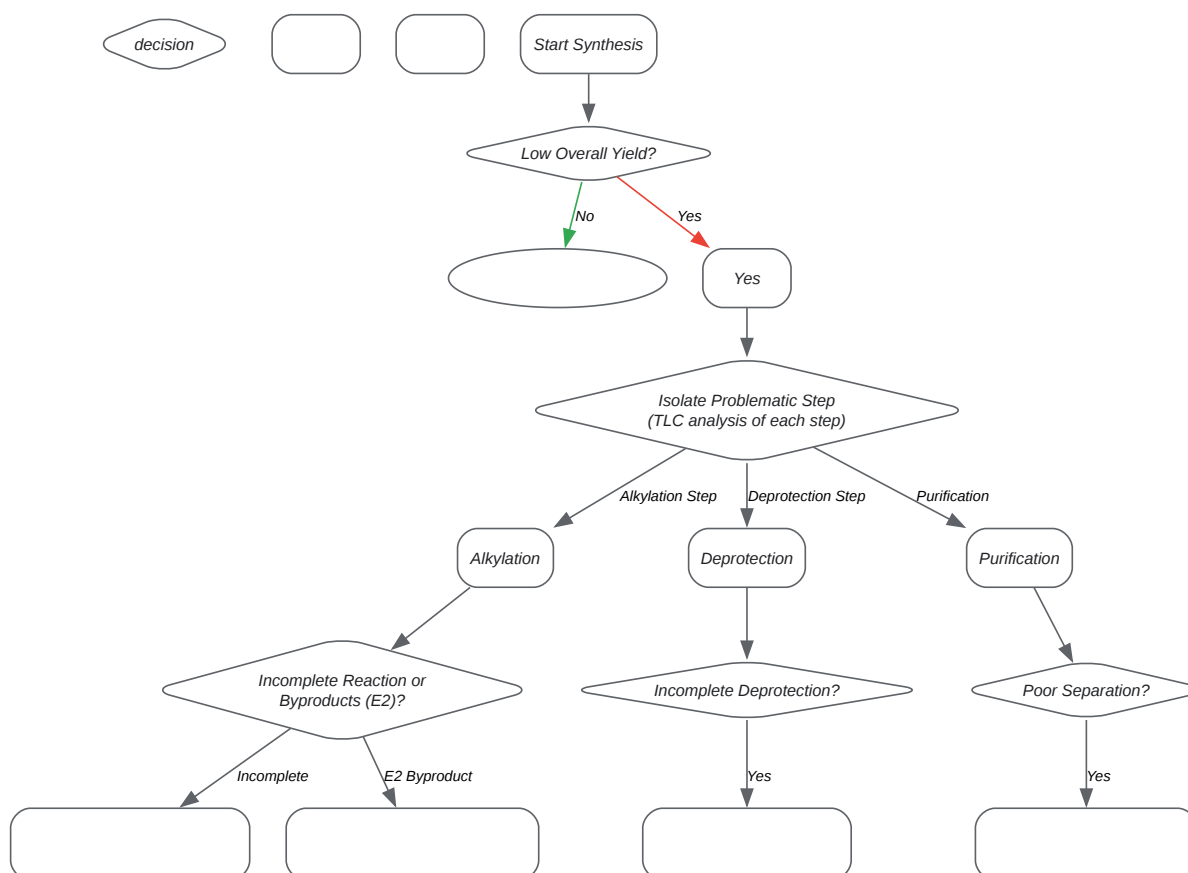 decision
Start Synthesis
Low Overall Yield?
No
Yes
Yes
Isolate Problematic Step
(TLC analysis of each step)
Alkylation Step
Deprotection Step
Purification
Alkylation
Deprotection
Purification
Incomplete Reaction or
Byproducts (E2)?
Incomplete Deprotection?
Poor Separation?
Incomplete
E2 Byproduct
Yes
Yes